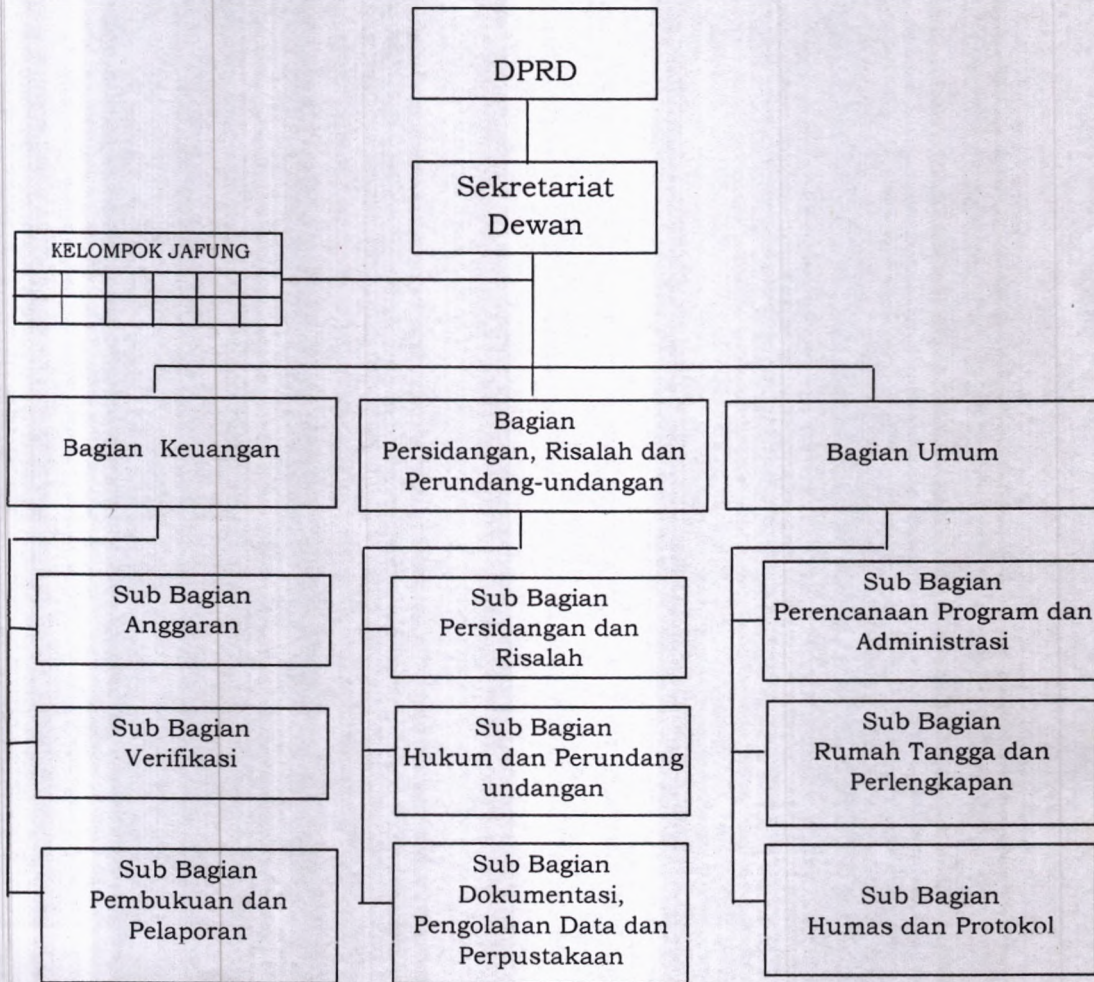 DPRD
Sekretariat
Dewan
KELOMPOK JAFUNG
Bagian Keuangan
Bagian
Persidangan, Risalah dan
Perundang-undangan
Bagian Umum
Sub Bagian
Anggaran
Sub Bagian
Verifikasi
Sub Bagian
Pembukuan dan
Pelaporan
Sub Bagian
Persidangan dan
Risalah
Sub Bagian
Hukum dan Perundang
undangan
Sub Bagian
Dokumentasi,
Pengolahan Data dan
Perpustakaan
Sub Bagian
Perencanaan Program dan
Administrasi
Sub Bagian
Rumah Tangga dan
Perlengkapan
Sub Bagian
Humas dan Protokol